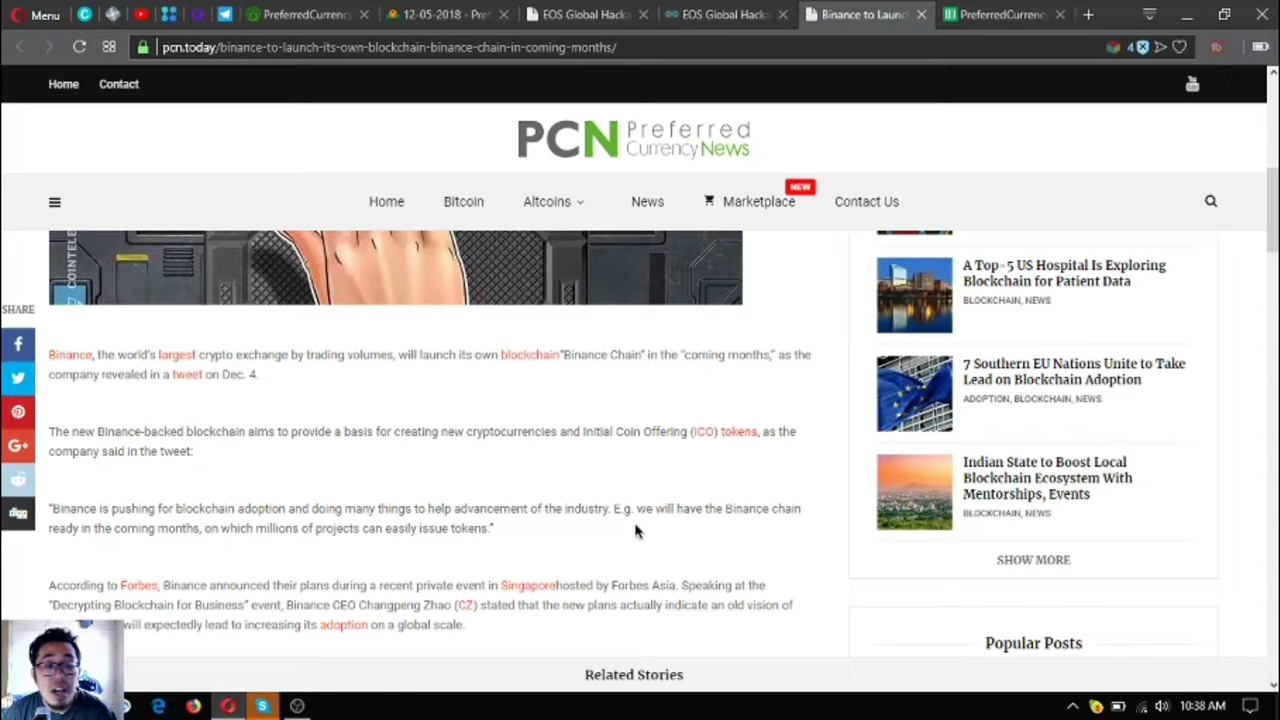 Menu
PreferredCurrency
12-05-2018 - Pre
EOS Global Hack
EOS Global Hack
Binance to Launc
PreferredCurrency
pcn.today/binance-to-launch-its-own-blockchain-binance-chain-in-coming-months/
4
Home
Contact
PCN Preferred
CurrencyNews
NEW
Home
Bitcoin
Altcoins
News
Marketplace
Contact Us
COINTELE
SHARE
Binance, the world's largest crypto exchange by trading volumes, will launch its own blockchain"Binance Chain" in the "coming months," as the
company revealed in a tweet on Dec. 4.
The new Binance-backed blockchain aims to provide a basis for creating new cryptocurrencies and Initial Coin Offering (ICO) tokens, as the
company said in the tweet:
"Binance is pushing for blockchain adoption and doing many things to help advancement of the industry. E.g. we will have the Binance chain
ready in the coming months, on which millions of projects can easily issue tokens."
According to Forbes, Binance announced their plans during a recent private event in Singaporehosted by Forbes Asia. Speaking at the
"Decrypting Blockchain for Business" event, Binance CEO Changpeng Zhao (CZ) stated that the new plans actually indicate an old vision of
will expectedly lead to increasing its adoption on a global scale.
digg
A Top-5 US Hospital Is Exploring
Blockchain for Patient Data
BLOCKCHAIN, NEWS
7 Southern EU Nations Unite to Take
Lead on Blockchain Adoption
ADOPTION, BLOCKCHAIN, NEWS
Indian State to Boost Local
Blockchain Ecosystem With
Mentorships, Events
BLOCKCHAIN, NEWS
SHOW MORE
Popular Posts
Related Stories
10:38 AM